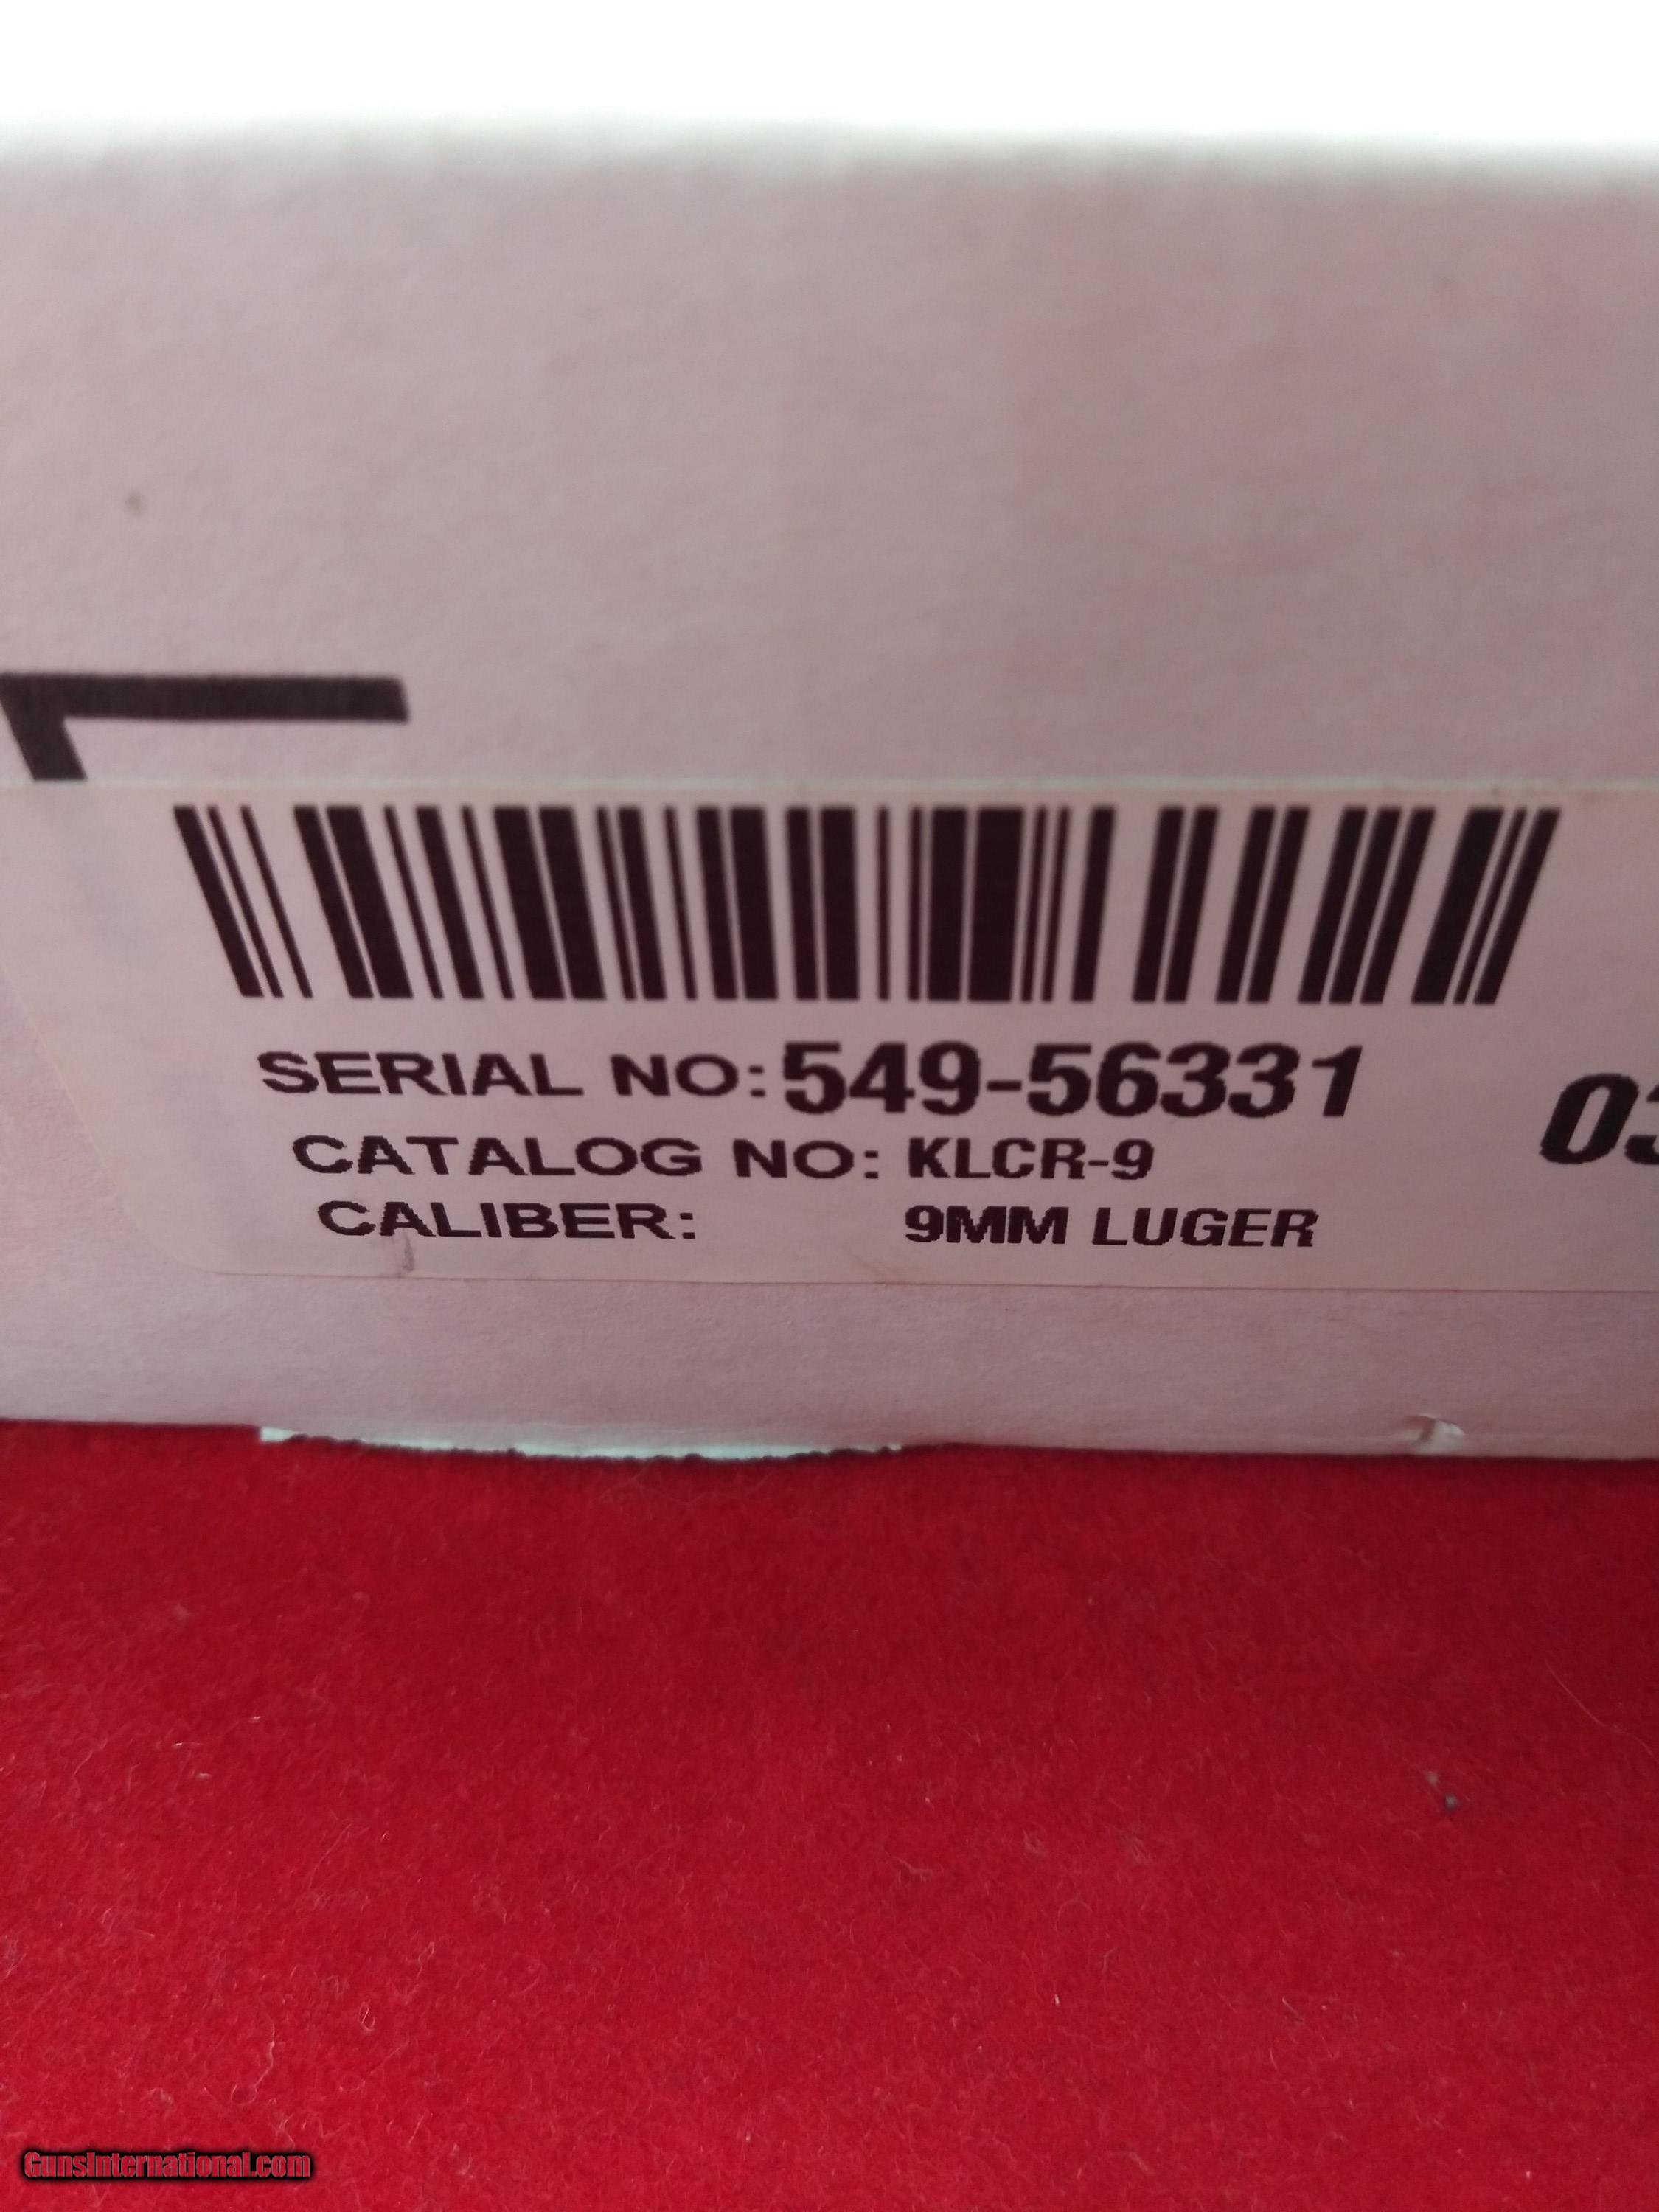 SERIAL NO: 549-56331
CATALOG NO: KLCR-9
CALIBER: 9MM LUGER
GunsInternational.com